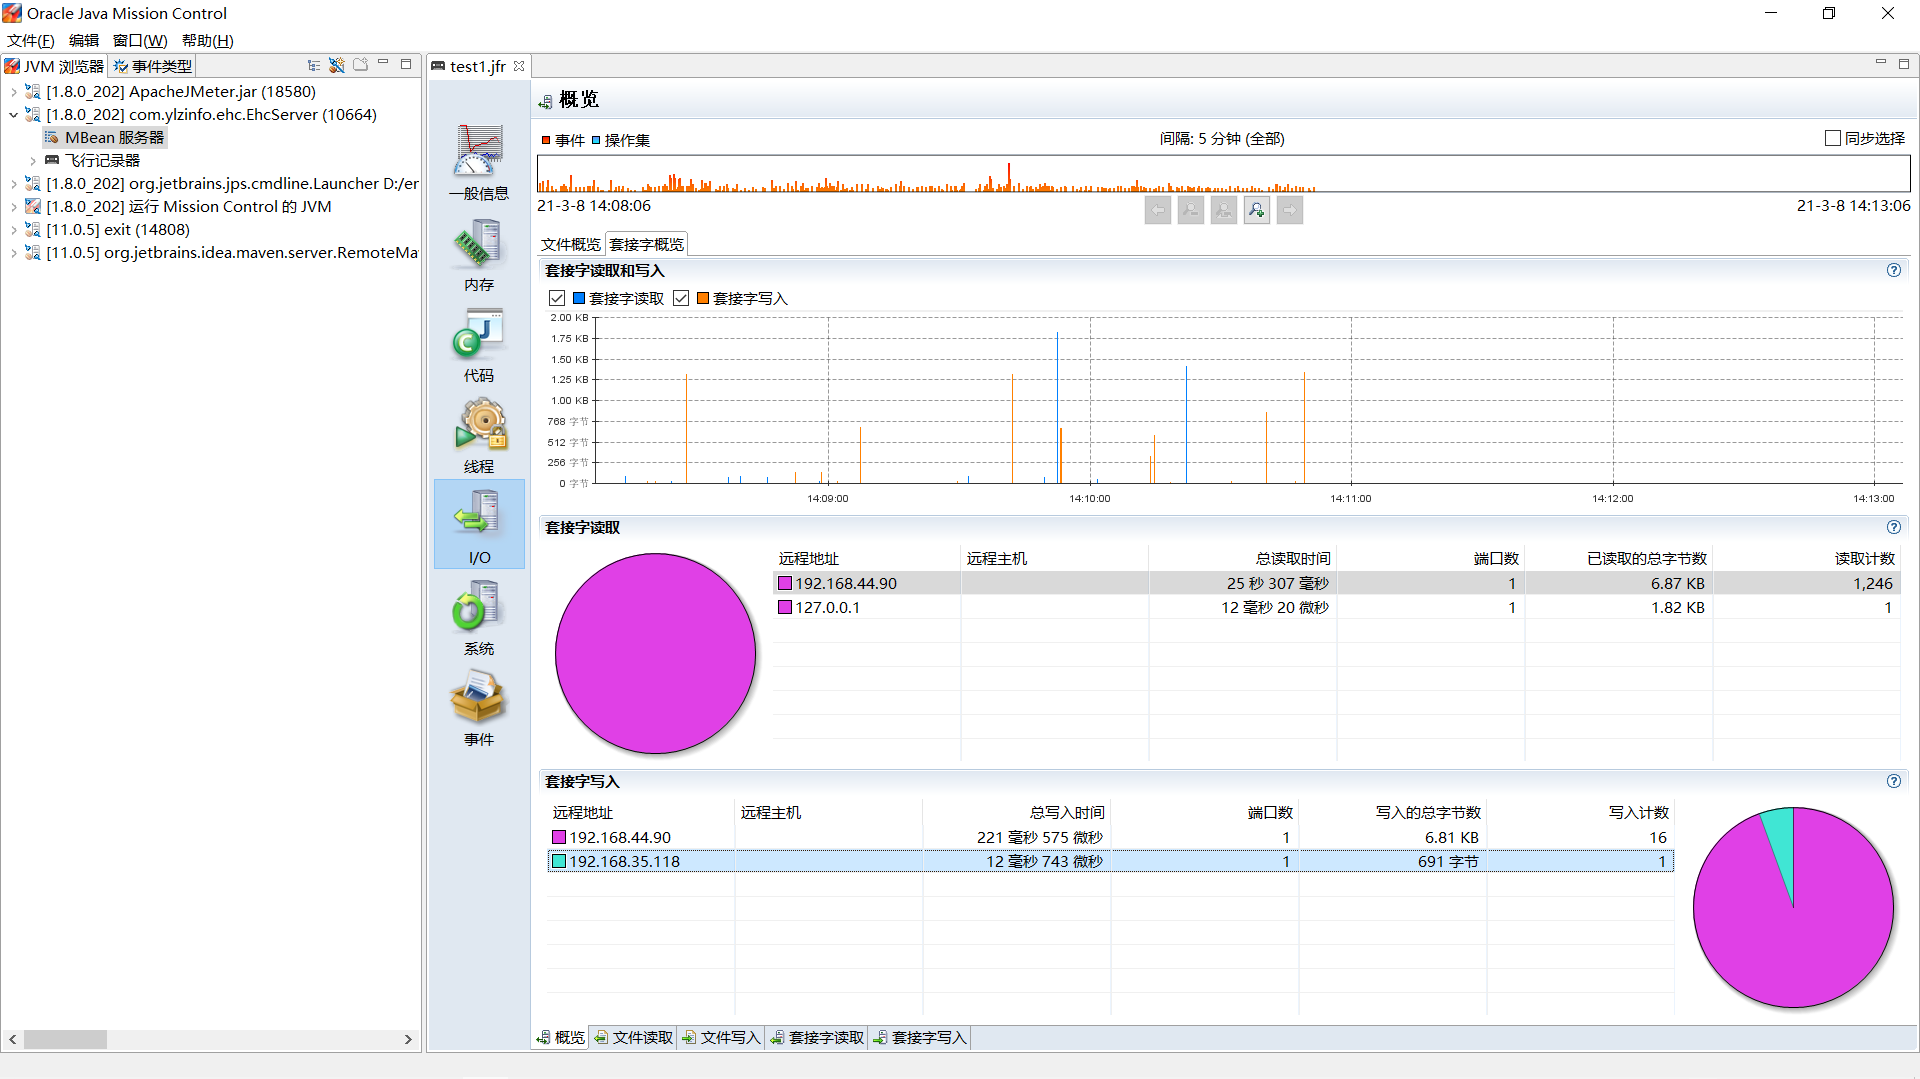 Oracle Java Mission Control
文件(F) 编辑 窗口(W) 帮助(H)
JVM 浏览器 事件类型
[1.8.0_202] ApacheJMeter.jar (18580)
[1.8.0_202] com.ylzinfo.ehc.EhcServer (10664)
MBean 服务器
飞行记录器
[1.8.0_202] org.jetbrains.jps.cmdline.Launcher D:/er
[1.8.0_202] 运行 Mission Control 的 JVM
[11.0.5] exit (14808)
[11.0.5] org.jetbrains.idea.maven.server.RemoteMa
test1.jfr
一般信息
内存
代码
线程
I/O
系统
事件
概览
事件 操作集 间隔: 5 分钟 (全部) 同步选择
21-3-8 14:08:06 21-3-8 14:13:06
文件概览 套接字概览
套接字读取和写入
套接字读取 套接字写入
2.00 KB
1.75 KB
1.50 KB
1.25 KB
1.00 KB
768 字节
512 字节
256 字节
0 字节
14:09:00 14:10:00 14:11:00 14:12:00 14:13:00
套接字读取
远程地址 远程主机 总读取时间 端口数 已读取的总字节数 读取计数
192.168.44.90 25 秒 307 毫秒 1 6.87 KB 1,246
127.0.0.1 12 毫秒 20 微秒 1 1.82 KB 1
套接字写入
远程地址 远程主机 总写入时间 端口数 写入的总字节数 写入计数
192.168.44.90 221 毫秒 575 微秒 1 6.81 KB 16
192.168.35.118 12 毫秒 743 微秒 1 691 字节 1
概览 文件读取 文件写入 套接字读取 套接字写入